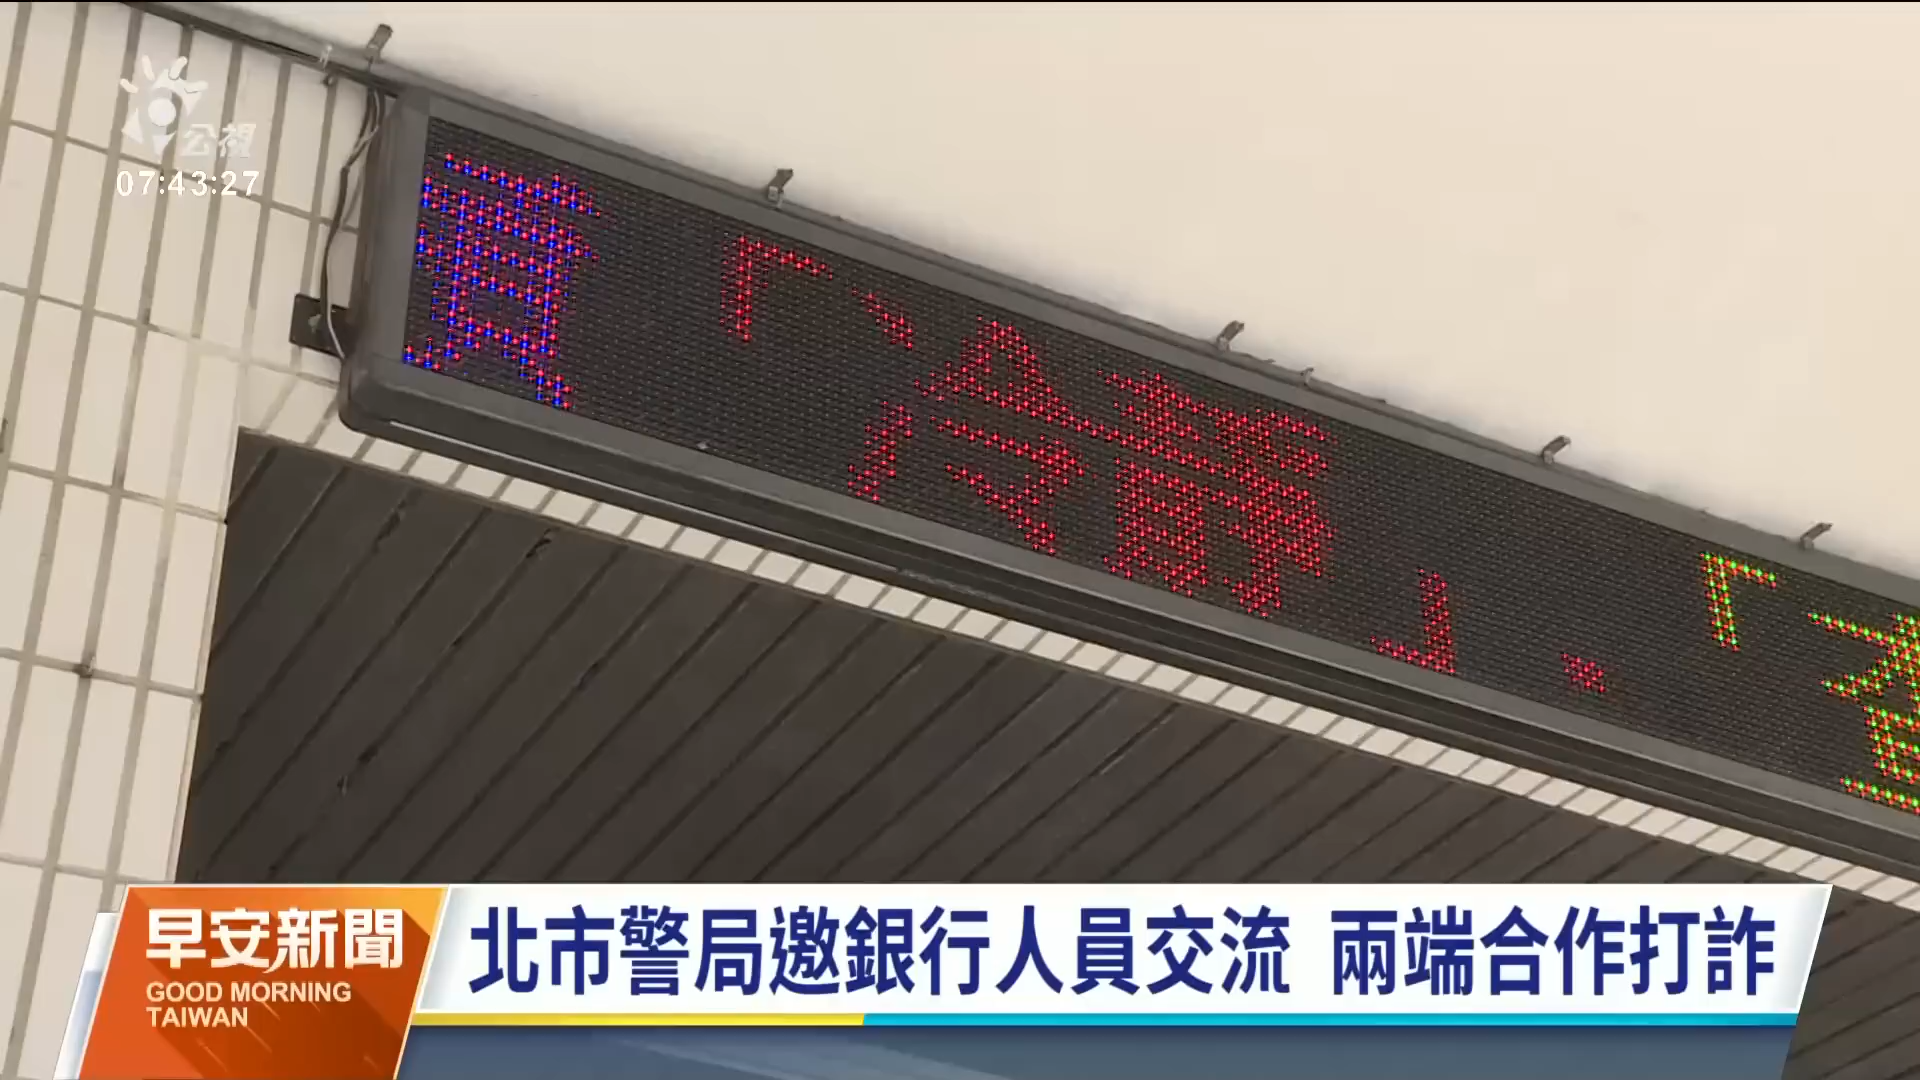 公視
07:43:27
「冷靜」、「查
早安新聞
GOOD MORNING
TAIWAN
北市警局邀銀行人員交流 兩端合作打詐